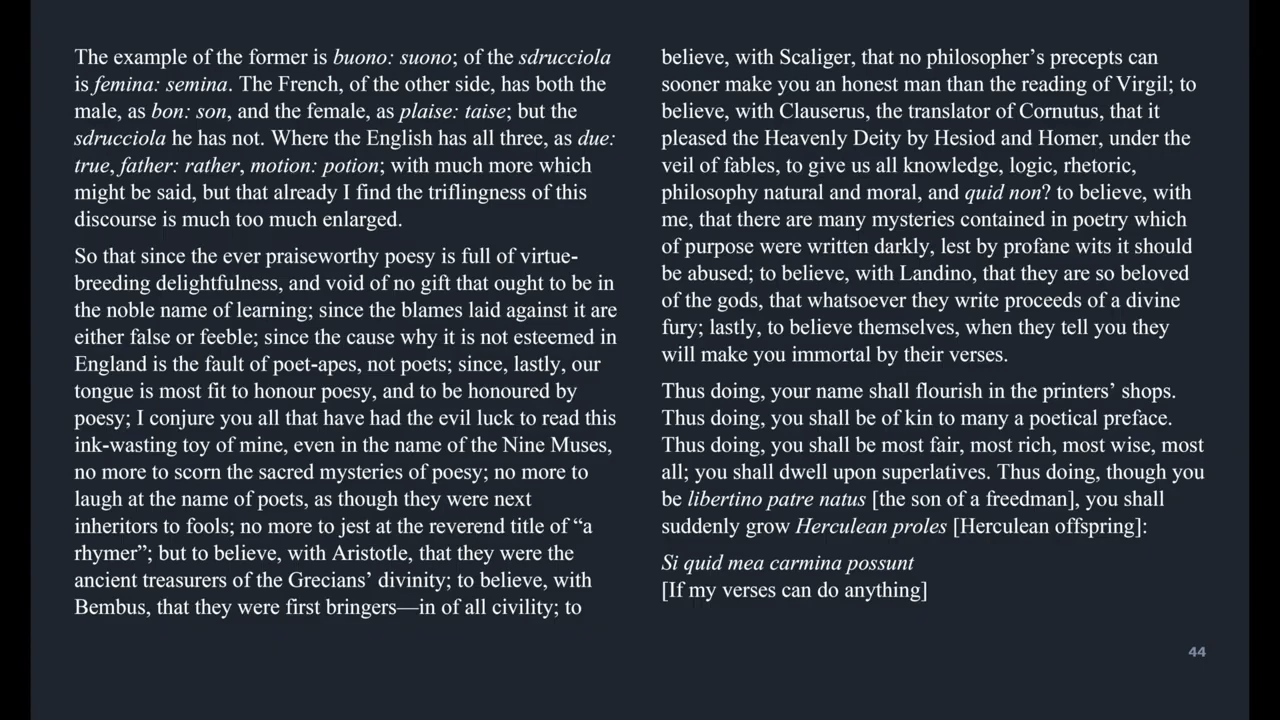 The example of the former is buono: suono; of the sdrucciola
is femina: semina. The French, of the other side, has both the
male, as bon: son, and the female, as plaise: taise; but the
sdrucciola he has not. Where the English has all three, as due:
true, father: rather, motion: potion; with much more which
might be said, but that already I find the triflingness of this
discourse is much too much enlarged.
So that since the ever praiseworthy poesy is full of virtue-
breeding delightfulness, and void of no gift that ought to be in
the noble name of learning; since the blames laid against it are
either false or feeble; since the cause why it is not esteemed in
England is the fault of poet-apes, not poets; since, lastly, our
tongue is most fit to honour poesy, and to be honoured by
poesy; I conjure you all that have had the evil luck to read this
ink-wasting toy of mine, even in the name of the Nine Muses,
no more to scorn the sacred mysteries of poesy; no more to
laugh at the name of poets, as though they were next
inheritors to fools; no more to jest at the reverend title of “a
rhymer”; but to believe, with Aristotle, that they were the
ancient treasurers of the Grecians’ divinity; to believe, with
Bembus, that they were first bringers—in of all civility; to
believe, with Scaliger, that no philosopher’s precepts can
sooner make you an honest man than the reading of Virgil; to
believe, with Clauserus, the translator of Cornutus, that it
pleased the Heavenly Deity by Hesiod and Homer, under the
veil of fables, to give us all knowledge, logic, rhetoric,
philosophy natural and moral, and quid non? to believe, with
me, that there are many mysteries contained in poetry which
of purpose were written darkly, lest by profane wits it should
be abused; to believe, with Landino, that they are so beloved
of the gods, that whatsoever they write proceeds of a divine
fury; lastly, to believe themselves, when they tell you they
will make you immortal by their verses.
Thus doing, your name shall flourish in the printers’ shops.
Thus doing, you shall be of kin to many a poetical preface.
Thus doing, you shall be most fair, most rich, most wise, most
all; you shall dwell upon superlatives. Thus doing, though you
be libertino patre natus [the son of a freedman], you shall
suddenly grow Herculean proles [Herculean offspring]:
Si quid mea carmina possunt
[If my verses can do anything]
44